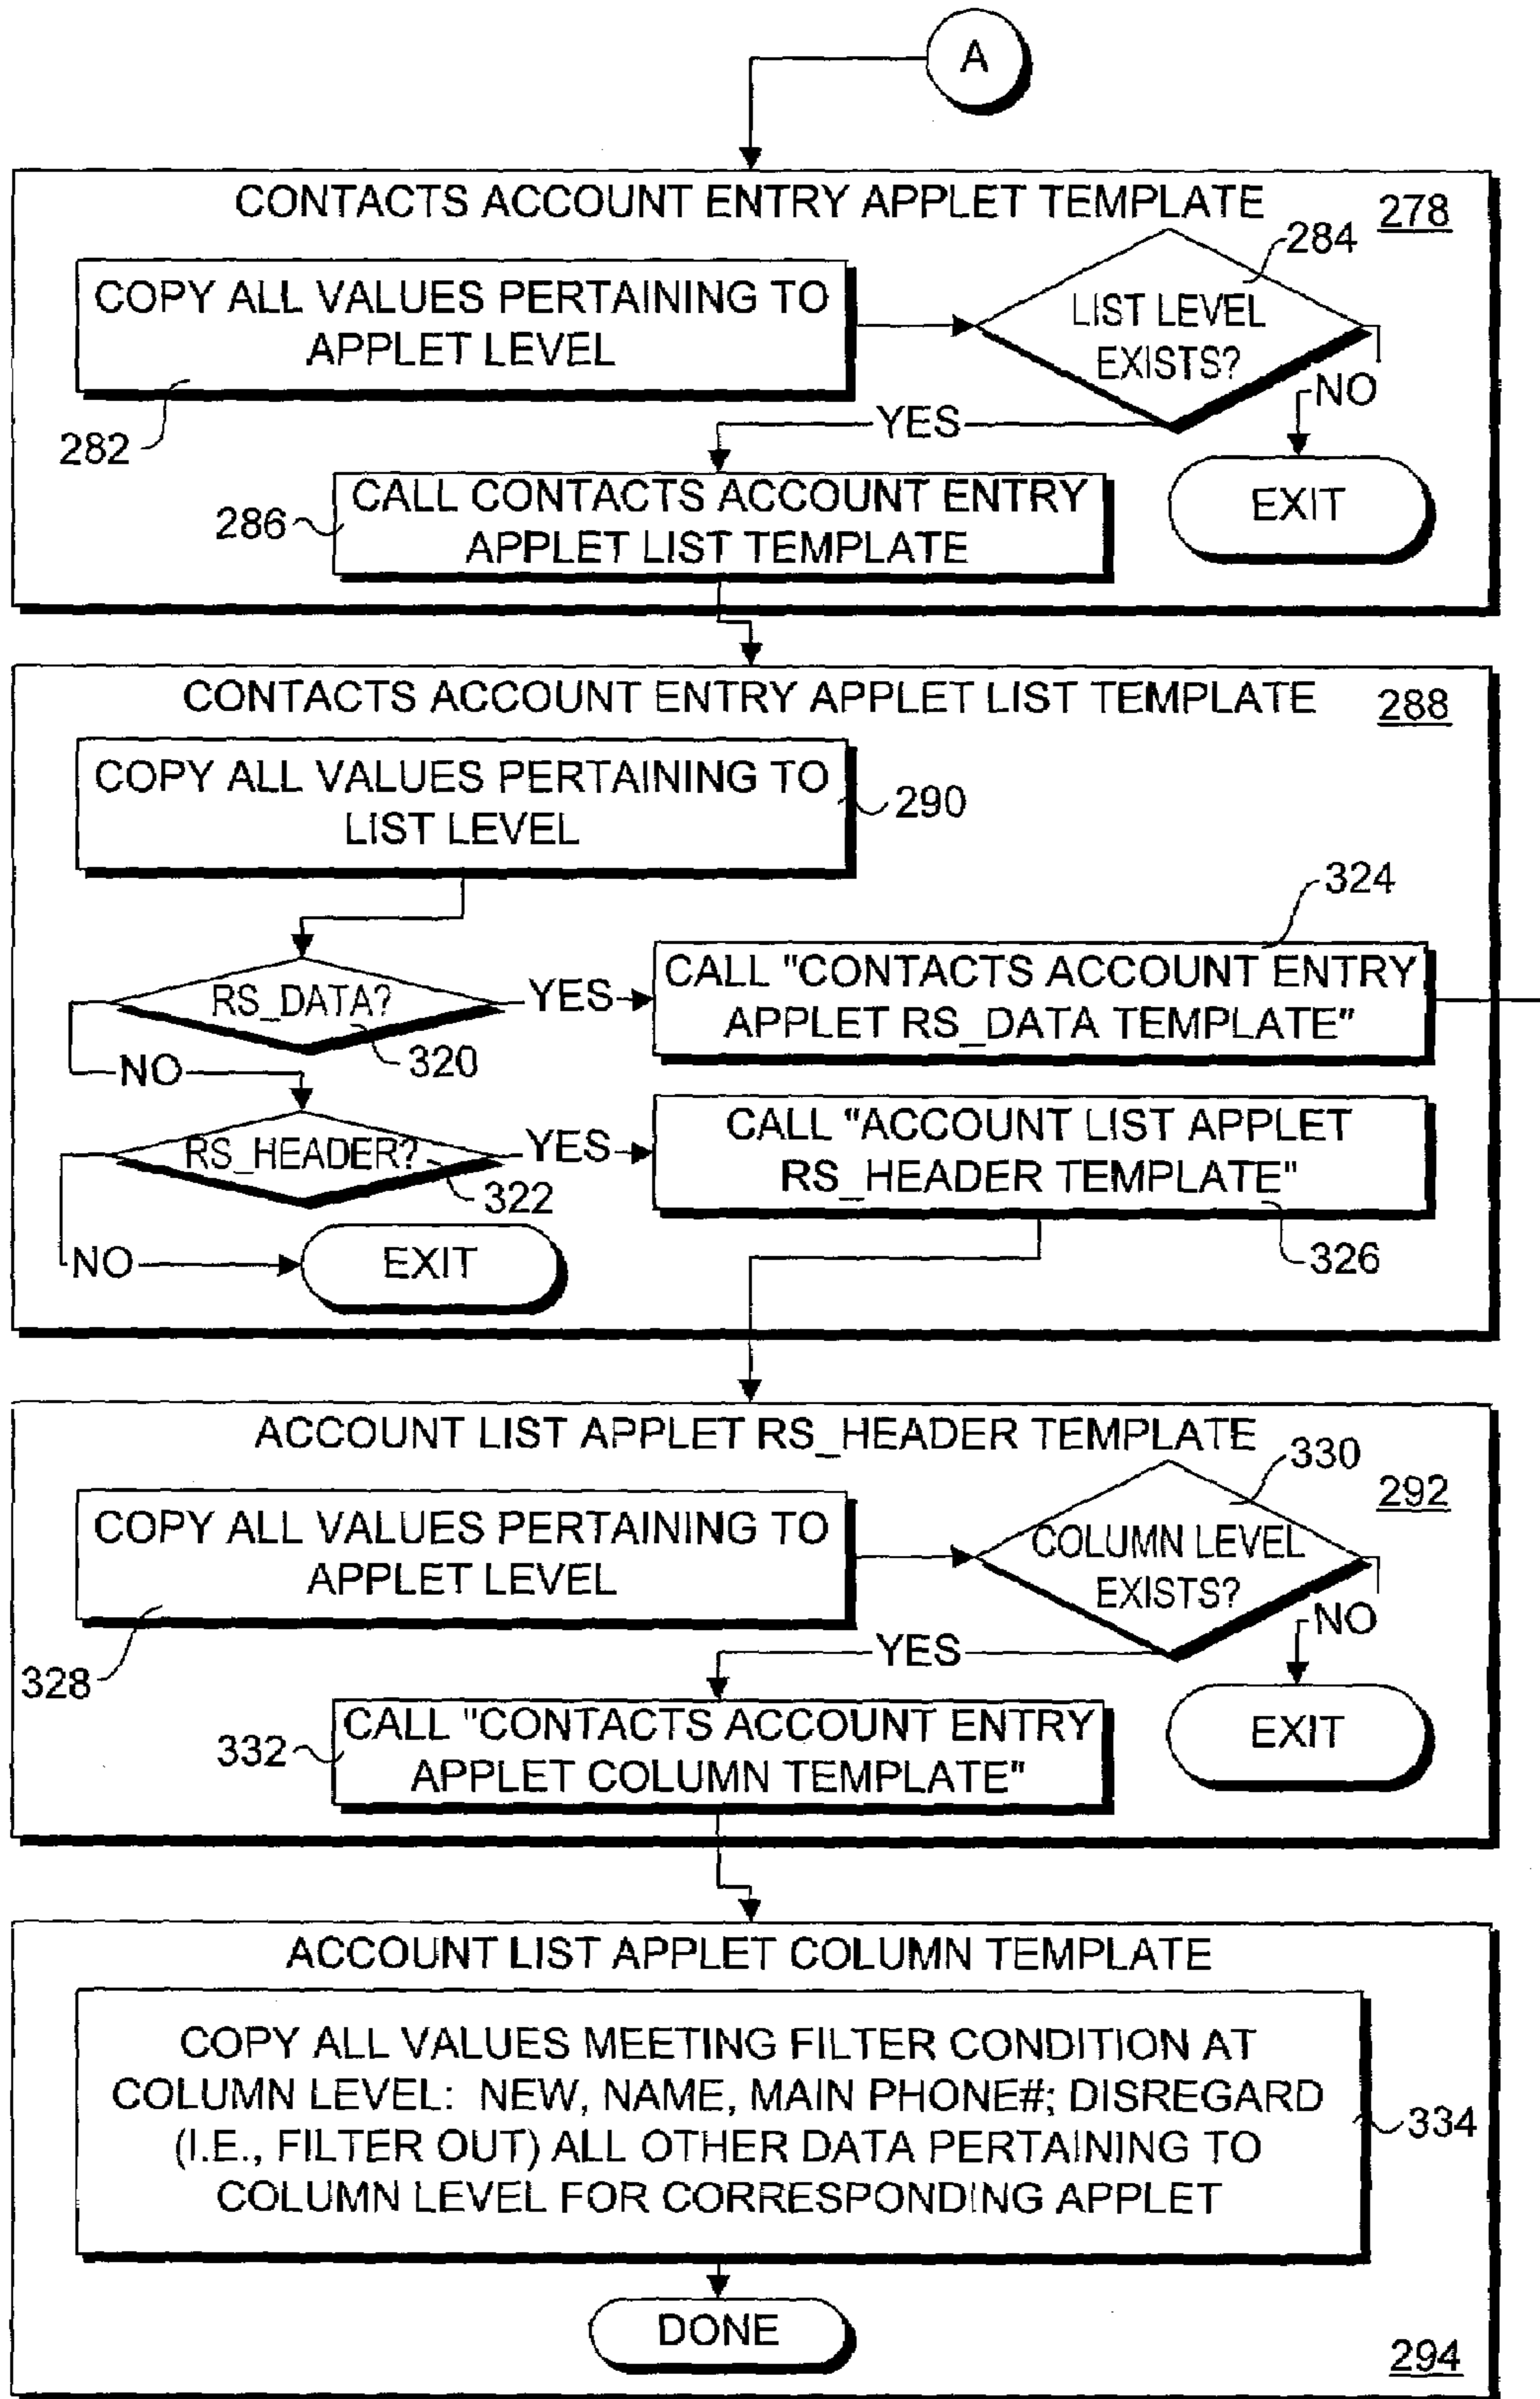 A
CONTACTS ACCOUNT ENTRY APPLET TEMPLATE
278
284
COPY ALL VALUES PERTAINING TO
APPLET LEVEL
LIST LEVEL
EXISTS?
NO
YES
282
CALL CONTACTS ACCOUNT ENTRY
APPLET LIST TEMPLATE
286
EXIT
CONTACTS ACCOUNT ENTRY APPLET LIST TEMPLATE
288
COPY ALL VALUES PERTAINING TO
LIST LEVEL
290
324
RS_DATA?
YES
CALL "CONTACTS ACCOUNT ENTRY
APPLET RS_DATA TEMPLATE"
320
NO
RS_HEADER?
YES
CALL "ACCOUNT LIST APPLET
RS_HEADER TEMPLATE"
322
NO
EXIT
326
ACCOUNT LIST APPLET RS_HEADER TEMPLATE
330
292
COPY ALL VALUES PERTAINING TO
APPLET LEVEL
COLUMN LEVEL
EXISTS?
NO
YES
328
CALL "CONTACTS ACCOUNT ENTRY
APPLET COLUMN TEMPLATE"
332
EXIT
ACCOUNT LIST APPLET COLUMN TEMPLATE
COPY ALL VALUES MEETING FILTER CONDITION AT
COLUMN LEVEL: NEW, NAME, MAIN PHONE#; DISREGARD
(I.E., FILTER OUT) ALL OTHER DATA PERTAINING TO
COLUMN LEVEL FOR CORRESPONDING APPLET
334
DONE
294